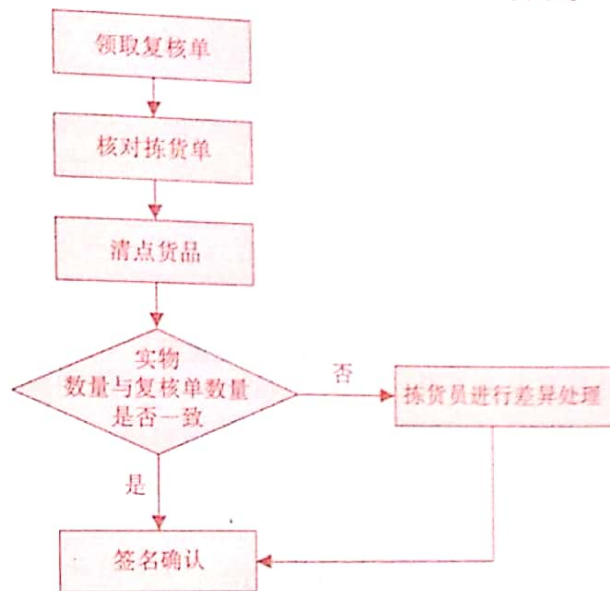 领取复核单
核对拣货单
清点货品
实物
数量与复核单数量
是否一致
否
拣货员进行差异处理
是
签名确认